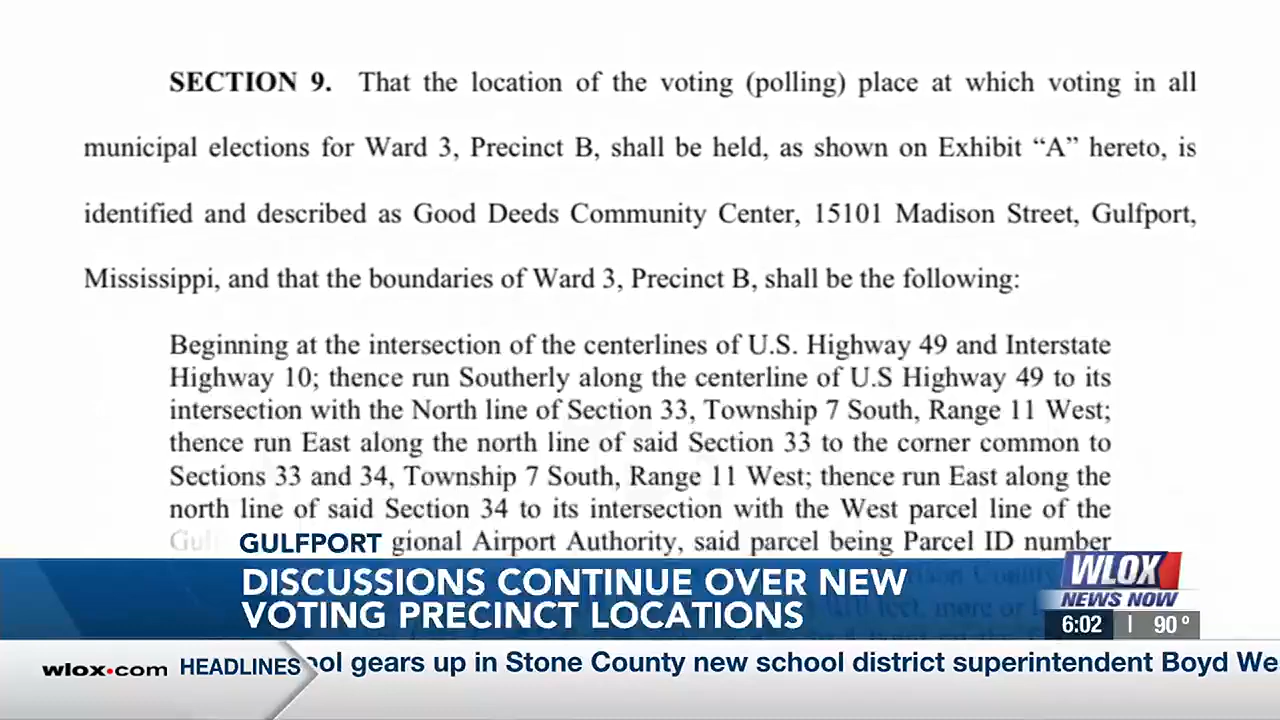 SECTION 9. That the location of the voting (polling) place at which voting in all
municipal elections for Ward 3, Precinct B, shall be held, as shown on Exhibit “A” hereto, is
identified and described as Good Deeds Community Center, 15101 Madison Street, Gulfport,
Mississippi, and that the boundaries of Ward 3, Precinct B, shall be the following:
Beginning at the intersection of the centerlines of U.S. Highway 49 and Interstate
Highway 10; thence run Southerly along the centerline of U.S Highway 49 to its
intersection with the North line of Section 33, Township 7 South, Range 11 West;
thence run East along the north line of said Section 33 to the corner common to
Sections 33 and 34, Township 7 South, Range 11 West; thence run East along the
north line of said Section 34 to its intersection with the West parcel line of the
gional Airport Authority, said parcel being Parcel ID number
GULFPORT
DISCUSSIONS CONTINUE OVER NEW
VOTING PRECINCT LOCATIONS
WLOX
NEWS NOW
6:02 | 90°
wlox.com HEADLINES ool gears up in Stone County new school district superintendent Boyd We